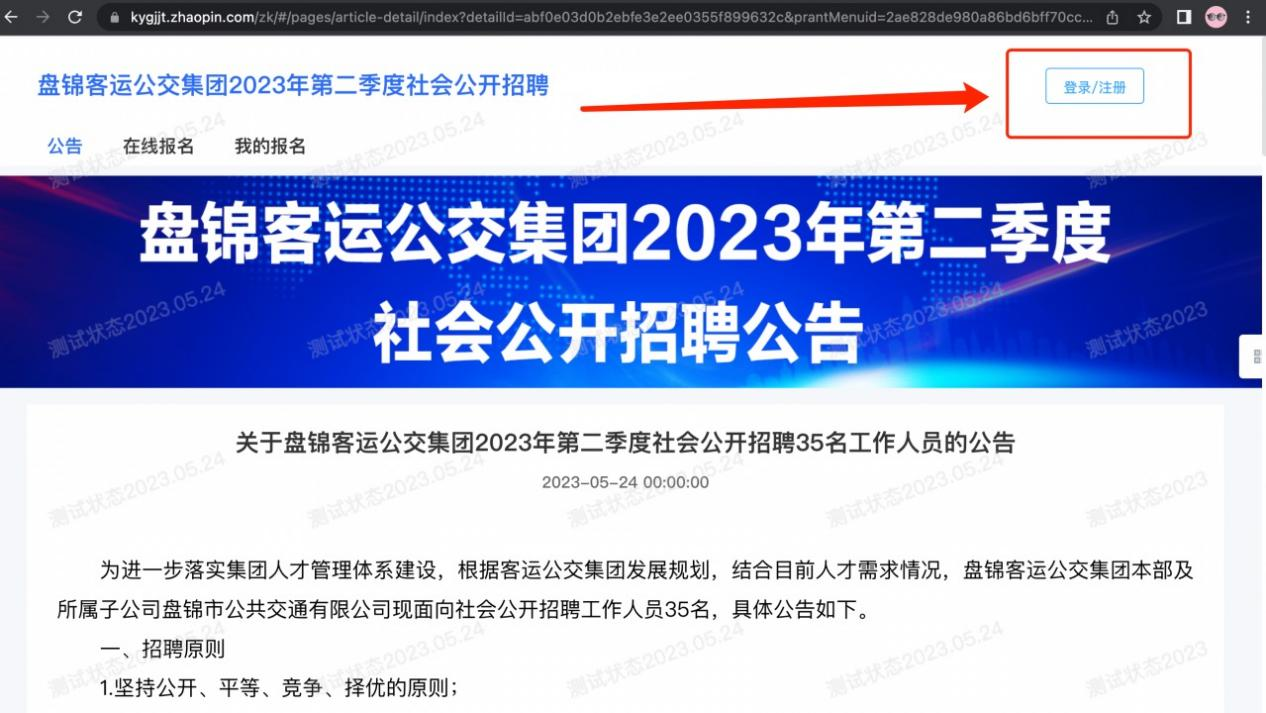 kygjjt.zhaopin.com/zk/#/pages/article-detail/index?detailId=abf0e03d0b2ebfe3e2ee0355f899632c&prantMenuid=2ae828de980a86bd6bff70cc...
盘锦客运公交集团2023年第二季度社会公开招聘
登录/注册
公告 在线报名 我的报名
盘锦客运公交集团2023年第二季度
社会公开招聘公告
关于盘锦客运公交集团2023年第二季度社会公开招聘35名工作人员的公告
2023-05-24 00:00:00
为进一步落实集团人才管理体系建设，根据客运公交集团发展规划，结合目前人才需求情况，盘锦客运公交集团本部及
所属子公司盘锦市公共交通有限公司现面向社会公开招聘工作人员35名，具体公告如下。
一、招聘原则
1.坚持公开、平等、竞争、择优的原则；
测试状态2023.05.24